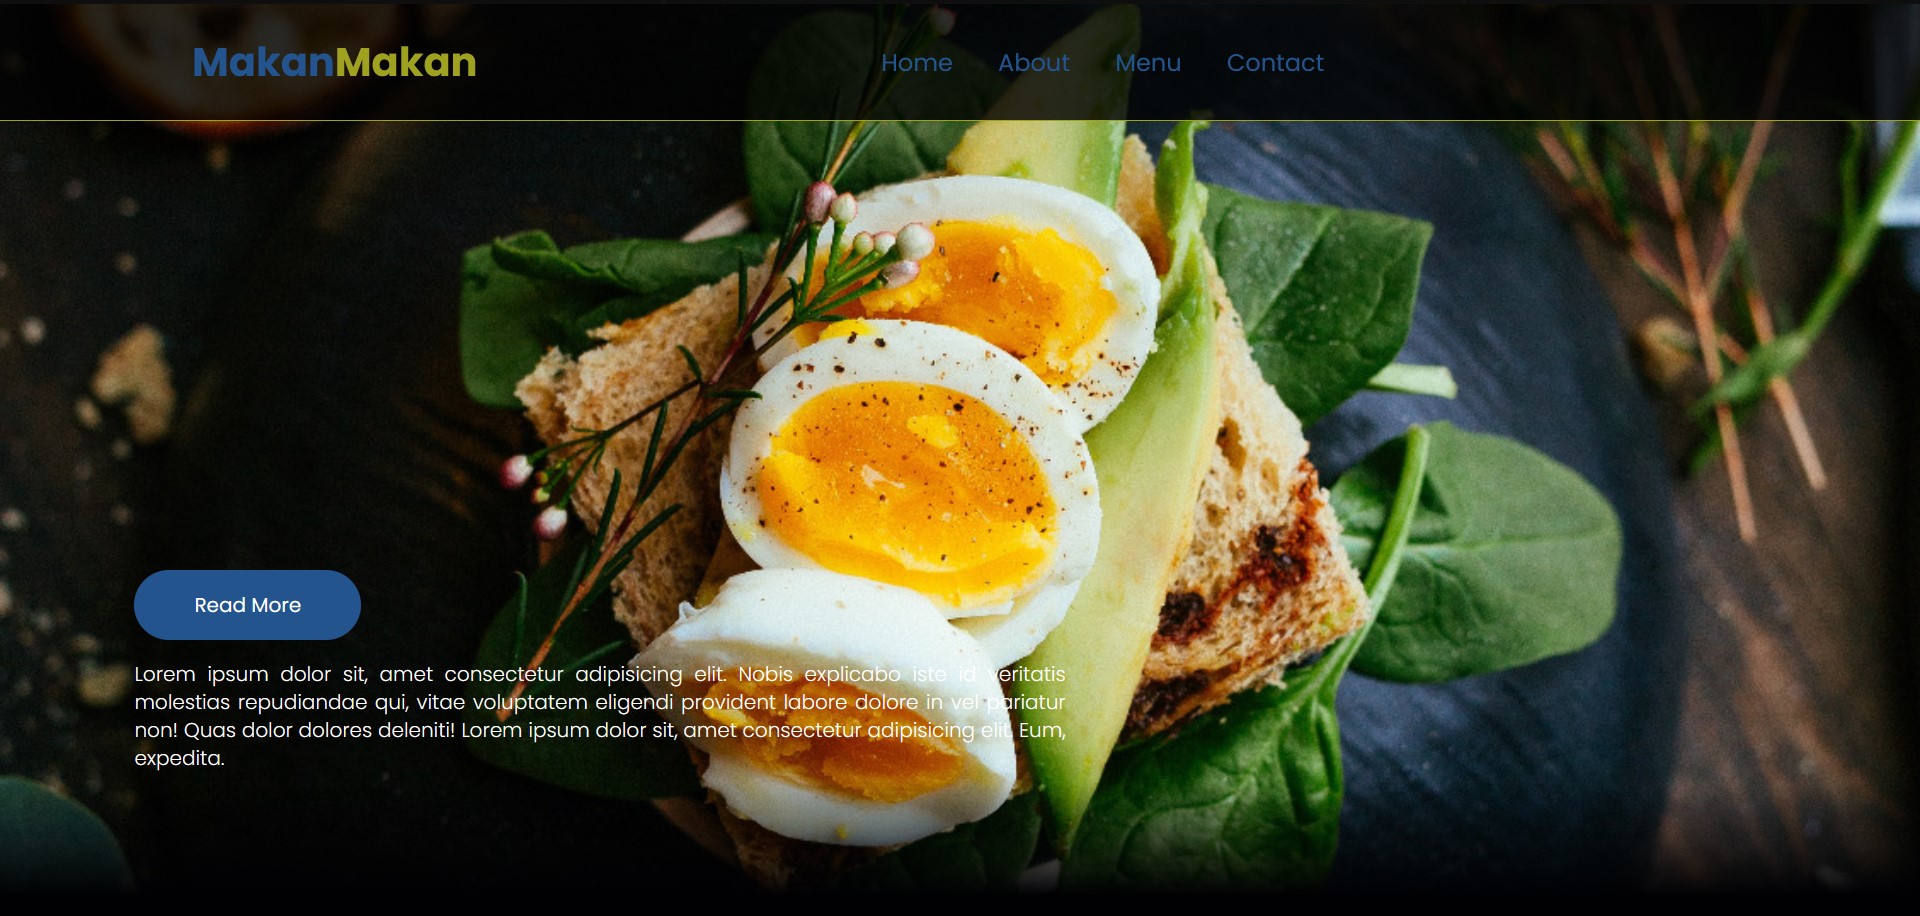 MakanMakan
Home About Menu Contact
Read More
Lorem ipsum dolor sit, amet consectetur adipisicing elit. Nobis explicabo iste id veritatis
molestias repudiandae qui, vitae voluptatem eligendi provident labore dolore in vel pariatur
non! Quas dolor dolores deleniti! Lorem ipsum dolor sit, amet consectetur adipisicing elit. Eum,
expedita.